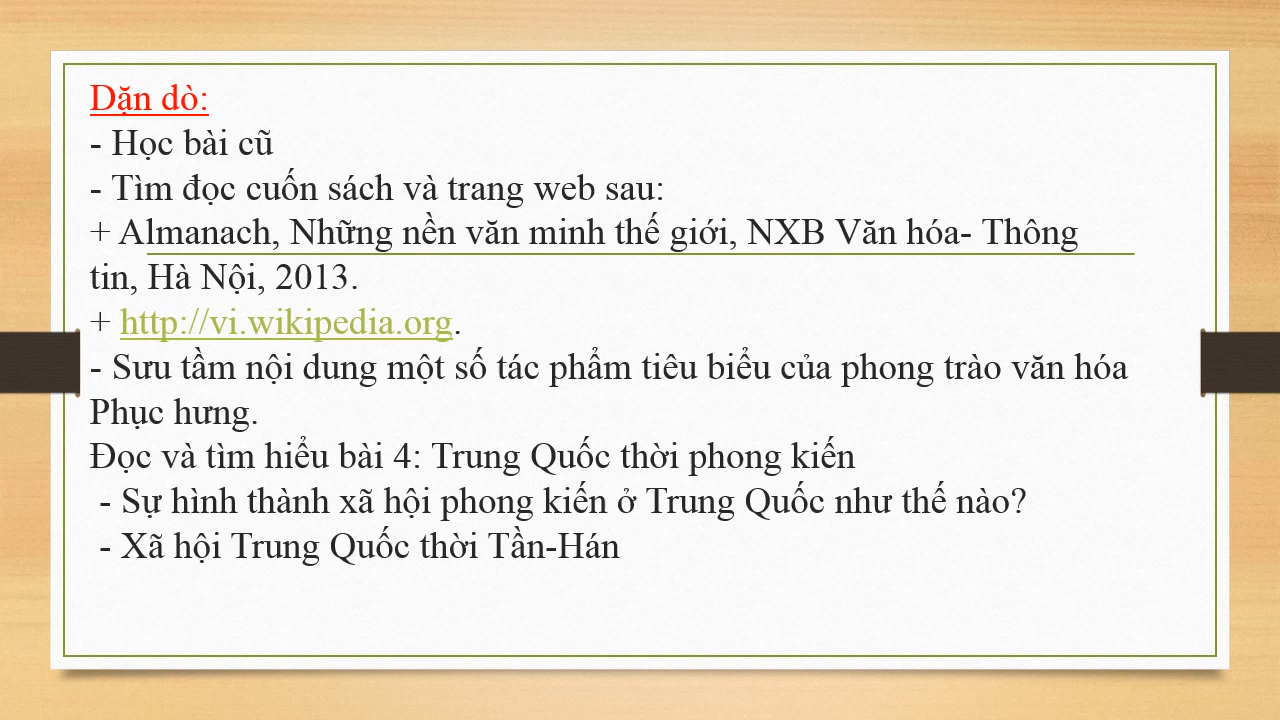 Dặn dò:
- Học bài cũ
- Tìm đọc cuốn sách và trang web sau:
+ Almanach, Những nền văn minh thế giới, NXB Văn hóa- Thông
tin, Hà Nội, 2013.
+ http://vi.wikipedia.org.
- Sưu tầm nội dung một số tác phẩm tiêu biểu của phong trào văn hóa
Phục hưng.
Đọc và tìm hiểu bài 4: Trung Quốc thời phong kiến
- Sự hình thành xã hội phong kiến ở Trung Quốc như thế nào?
- Xã hội Trung Quốc thời Tần-Hán